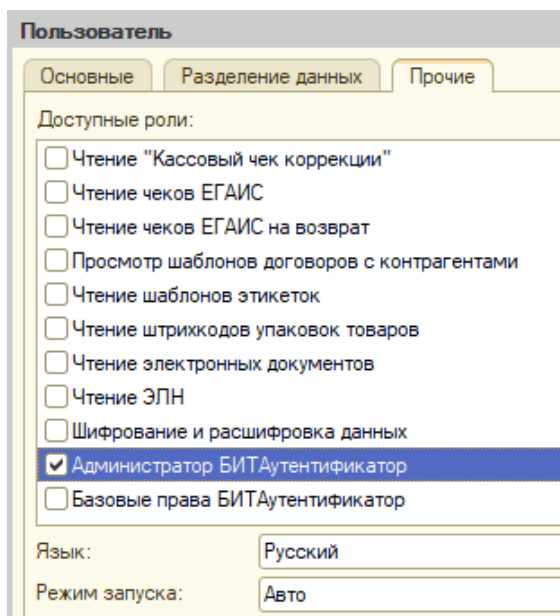 Пользователь
Основные Разделение данных Прочие
Доступные роли:
Чтение "Кассовый чек коррекции"
Чтение чеков ЕГАИС
Чтение чеков ЕГАИС на возврат
Просмотр шаблонов договоров с контрагентами
Чтение шаблонов этикеток
Чтение штрихкодов упаковок товаров
Чтение электронных документов
Чтение ЭЛН
Шифрование и расшифровка данных
Администратор БИТАутентификатор
Базовые права БИТАутентификатор
Язык: Русский
Режим запуска: Авто